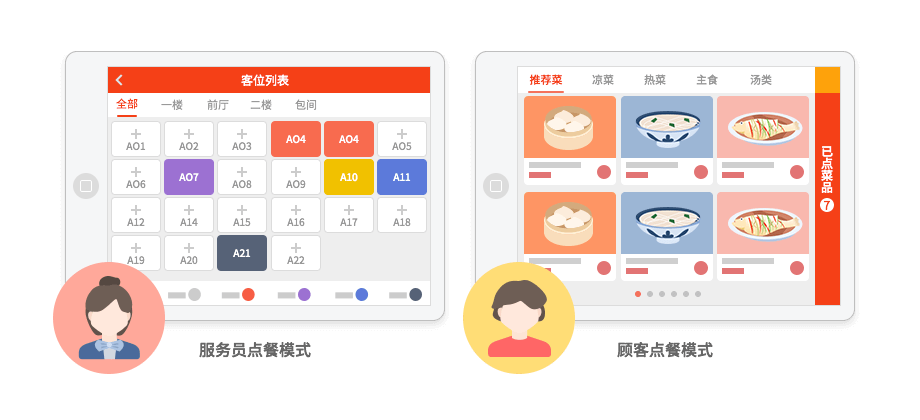 客位列表
全部 一楼 前厅 二楼 包间
AO1 AO2 AO3 AO4 AO4 AO5
AO6 AO7 AO8 AO9 A10 A11
A12 A14 A15 A16 A17 A18
A19 A20 A21 A22
服务员点餐模式
推荐菜 凉菜 热菜 主食 汤类
已点菜品 7
顾客点餐模式